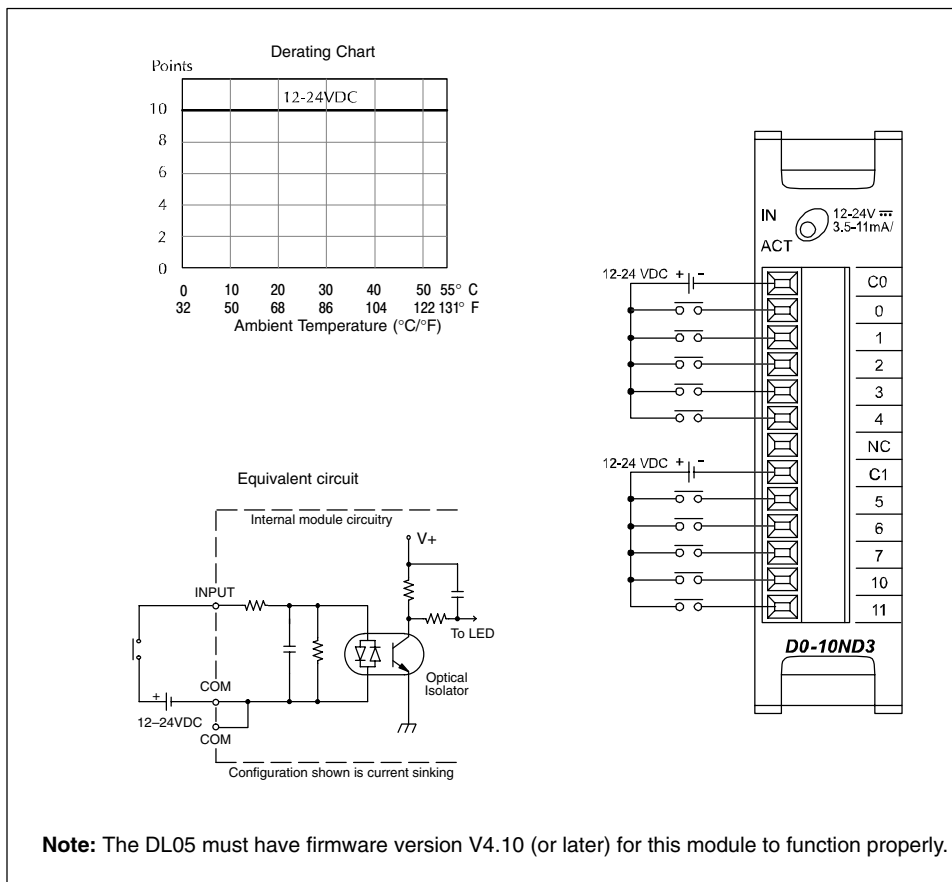 Derating Chart
Points
12-24VDC
10
8
6
4
2
0
0 10 20 30 40 50 55° C
32 50 68 86 104 122 131° F
Ambient Temperature (°C/°F)
IN
ACT
12-24V
3.5-11mA/
12-24 VDC + -
C0
0
1
2
3
4
NC
12-24 VDC + -
C1
5
6
7
10
11
D0-10ND3
Equivalent circuit
Internal module circuitry
V+
INPUT
To LED
Optical
Isolator
COM
+
12–24VDC
COM
Configuration shown is current sinking
Note: The DL05 must have firmware version V4.10 (or later) for this module to function properly.